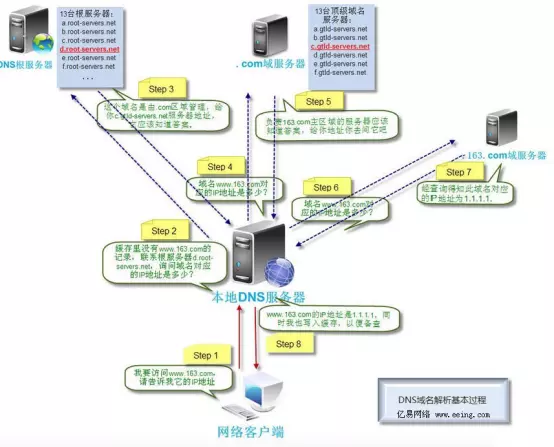 13台根服务器:
a.root-servers.net
b.root-servers.net
c.root-servers.net
d.root-servers.net
e.root-servers.net
f.root-servers.net
...
DNS根服务器
13台顶级域名
服务器:
a.gtld-servers.net
b.gtld-servers.net
c.gtld-servers.net
d.gtld-servers.net
e.gtld-servers.net
f.gtld-servers.net
.com域服务器
Step 3
这个域名是由.com区域管理，给
你c.gtld-servers.net服务器地址，
它应该知道答案。
Step 5
负责163.com主区域的服务器应该
知道答案，给你地址你去问它吧
163.com域服务器
Step 4
域名www.163.com对
应的IP地址是多少？
Step 6
域名www.163.com对
应的IP地址是多少？
Step 7
经查询得知此域名对应
的IP地址为1.1.1.1.
Step 2
缓存里没有www.163.com的
记录，联系根服务器d.root-
servers.net，询问域名对应
的IP地址是多少？
本地DNS服务器
www.163.com的IP地址是1.1.1.1，同
时我也写入缓存，以便备查
Step 1
Step 8
我要访问www.163.com，
请告诉我它的IP地址
网络客户端
DNS域名解析基本过程
亿易网络 www.eeing.com